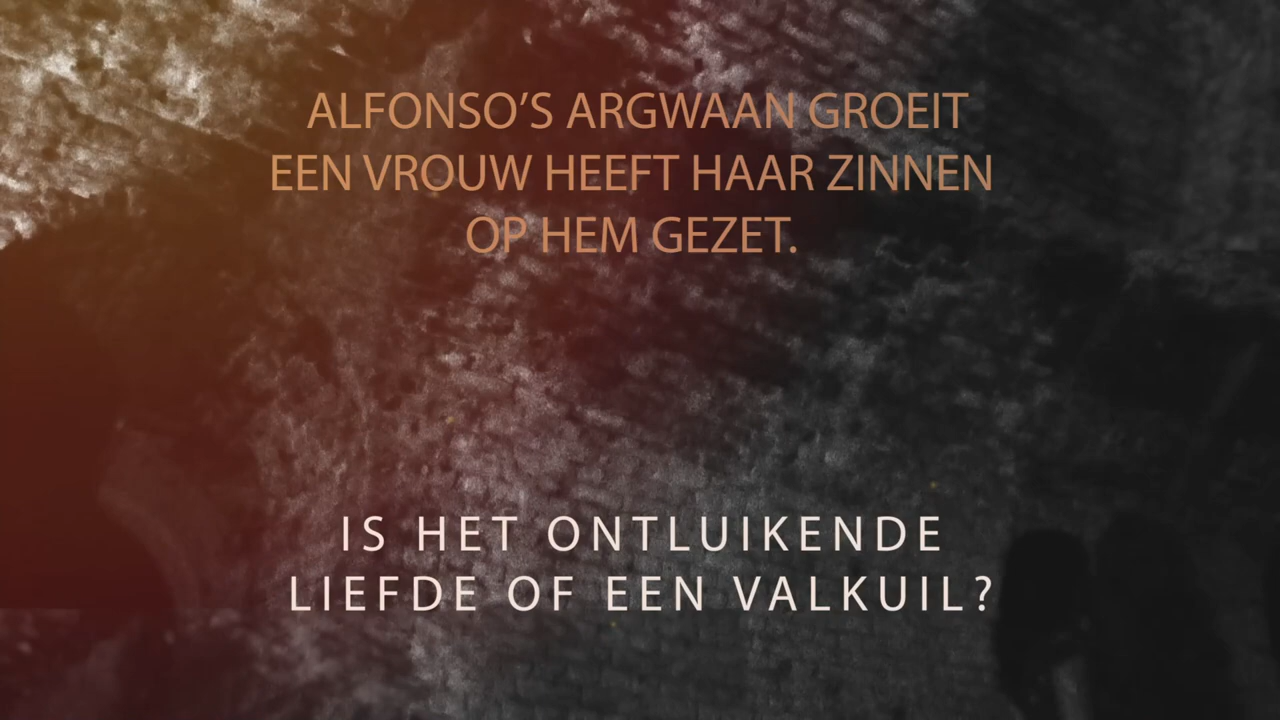 ALFONSO’S ARGWAAN GROEIT
EEN VROUW HEEFT HAAR ZINNEN
OP HEM GEZET.
IS HET ONTLUIKENDE
LIEFDE OF EEN VALKUIL?